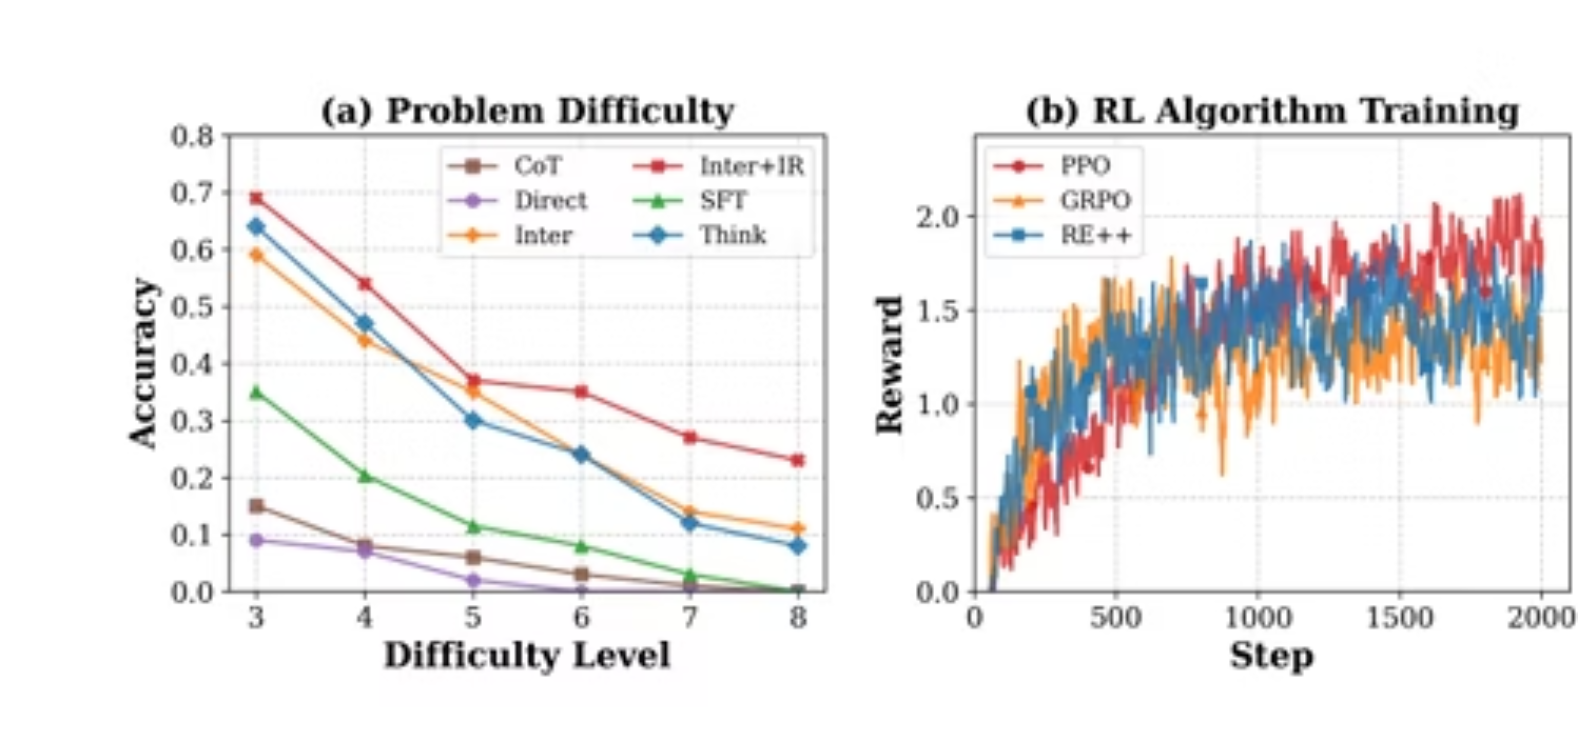 (a) Problem Difficulty
0.8
0.7
0.6
0.5
0.4
0.3
0.2
0.1
0.0
Accuracy
CoT
Direct
Inter
Inter+IR
SFT
Think
3 4 5 6 7 8
Difficulty Level
(b) RL Algorithm Training
2.0
1.5
1.0
0.5
0.0
Reward
PPO
GRPO
RE++
0 500 1000 1500 2000
Step